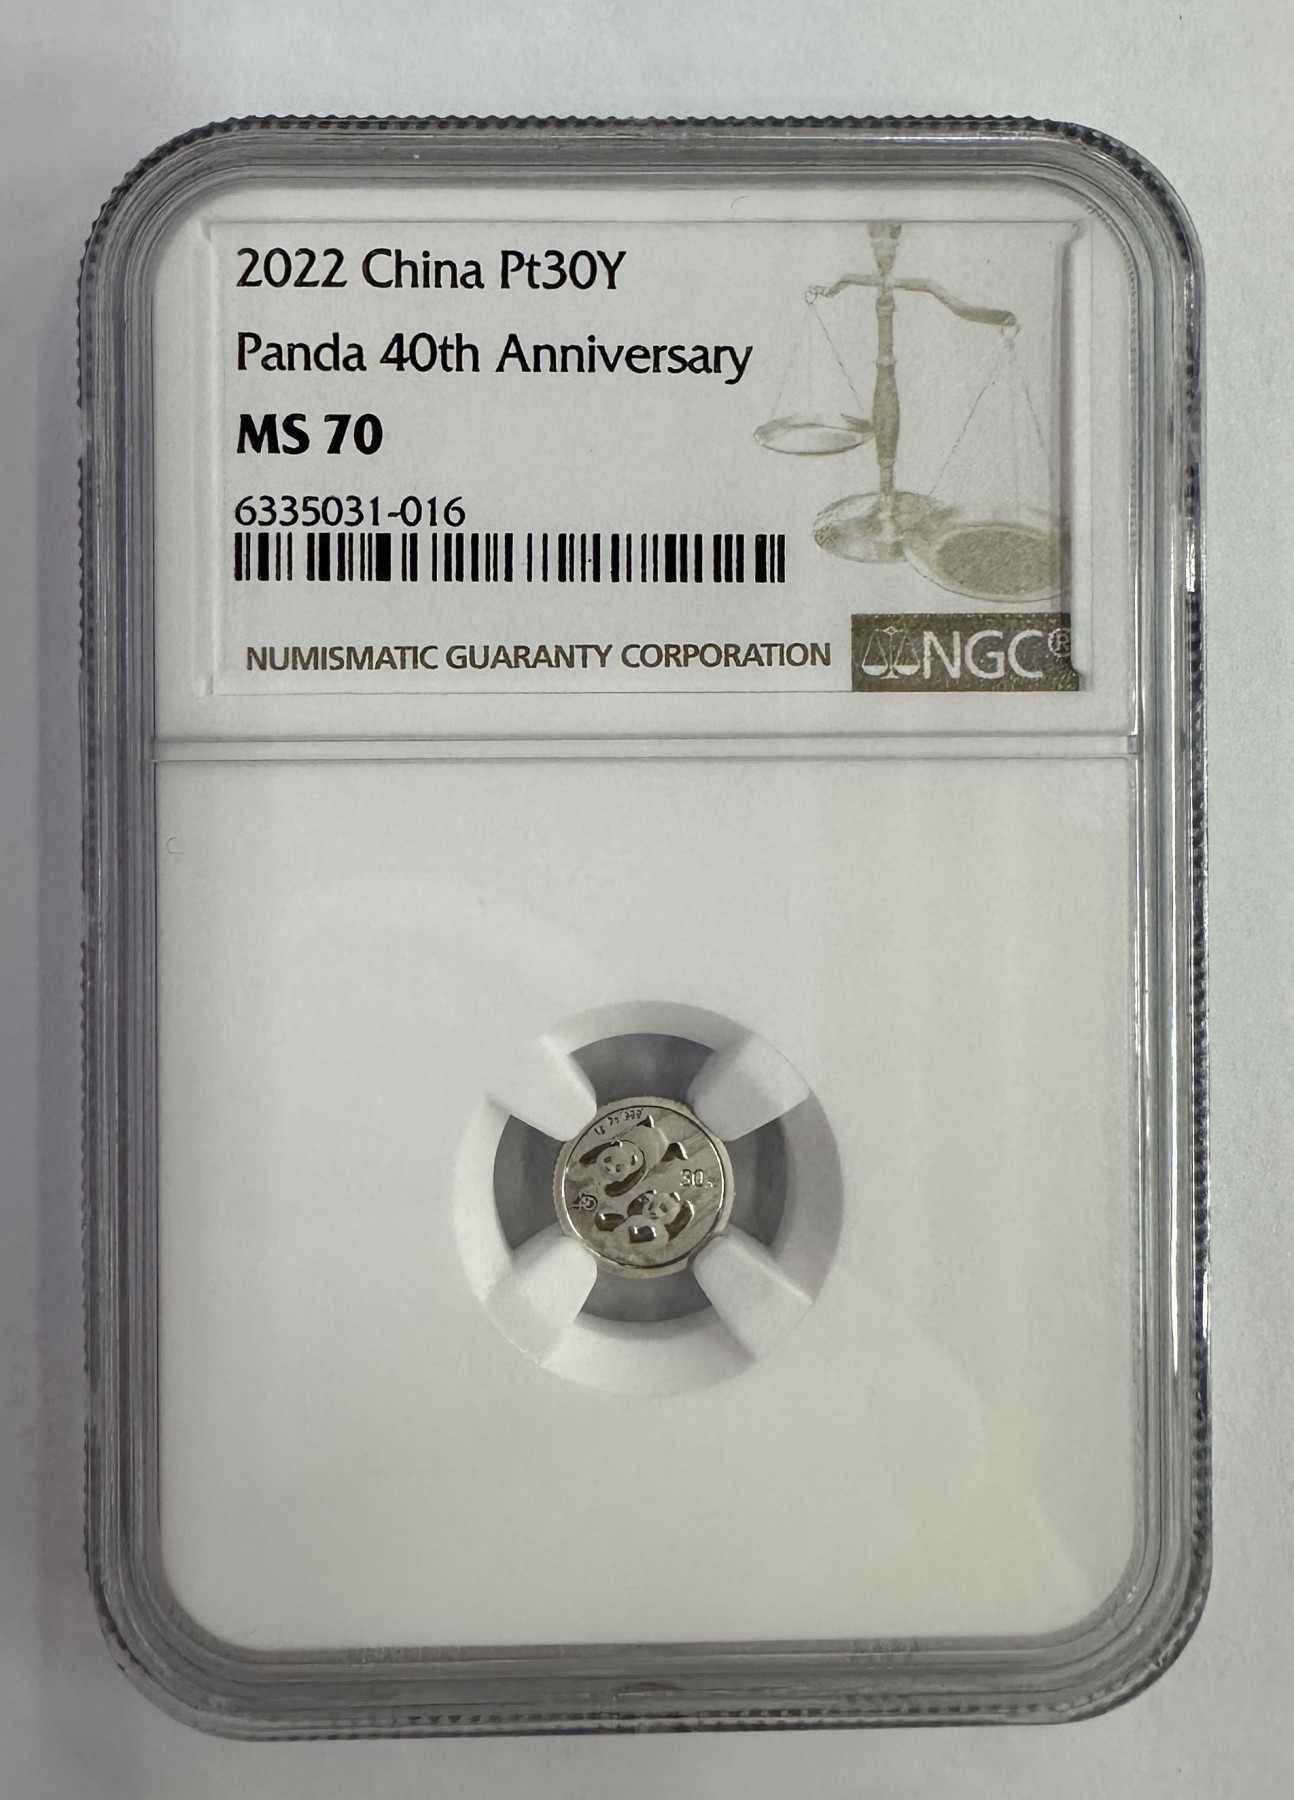 2022 China Pt30Y
Panda 40th Anniversary
MS 70
6335031-016
NUMISMATIC GUARANTY CORPORATION
NGC®
30